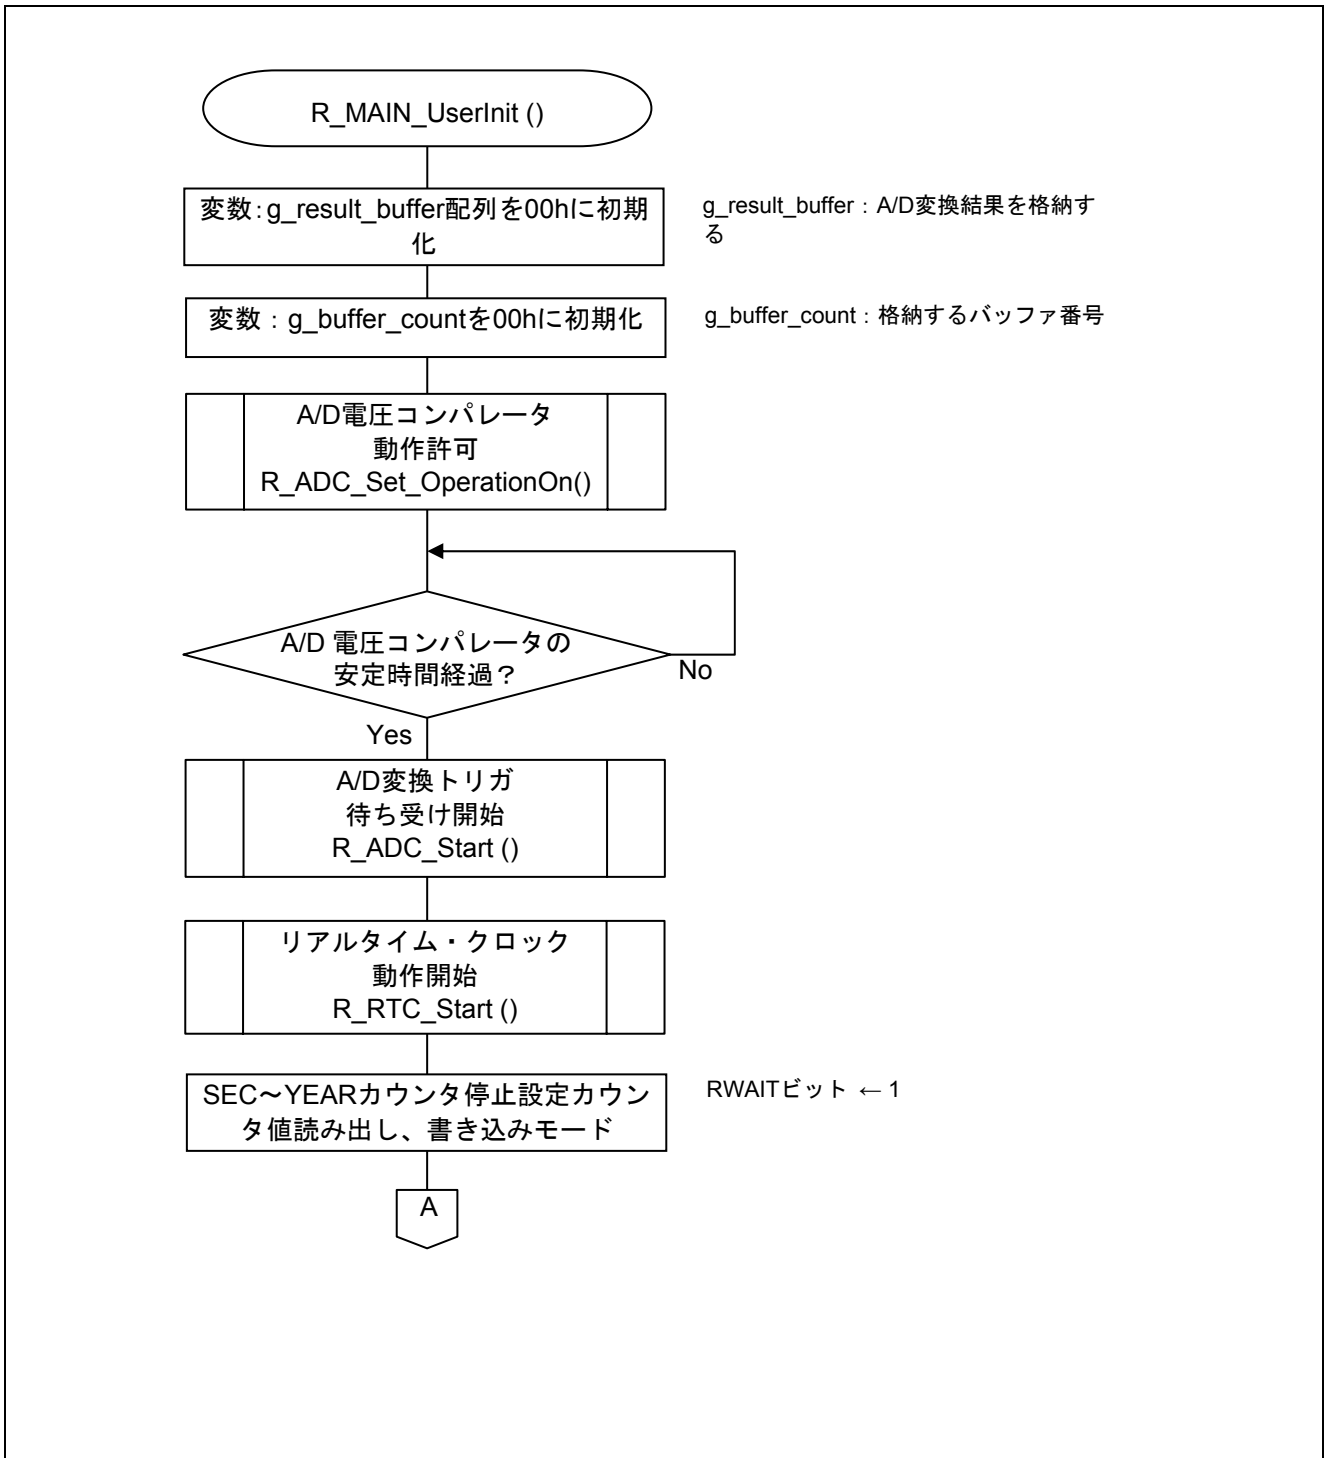 R_MAIN_UserInit ()
変数：g_result_buffer配列を00hに初期
化
g_result_buffer：A/D変換結果を格納す
る
変数：g_buffer_countを00hに初期化
g_buffer_count：格納するバッファ番号
A/D電圧コンパレータ
動作許可
R_ADC_Set_OperationOn()
A/D 電圧コンパレータの
安定時間経過？
No
Yes
A/D変換トリガ
待ち受け開始
R_ADC_Start ()
リアルタイム・クロック
動作開始
R_RTC_Start ()
SEC～YEARカウンタ停止設定カウン
タ値読み出し、書き込みモード
RWAITビット ←1
A